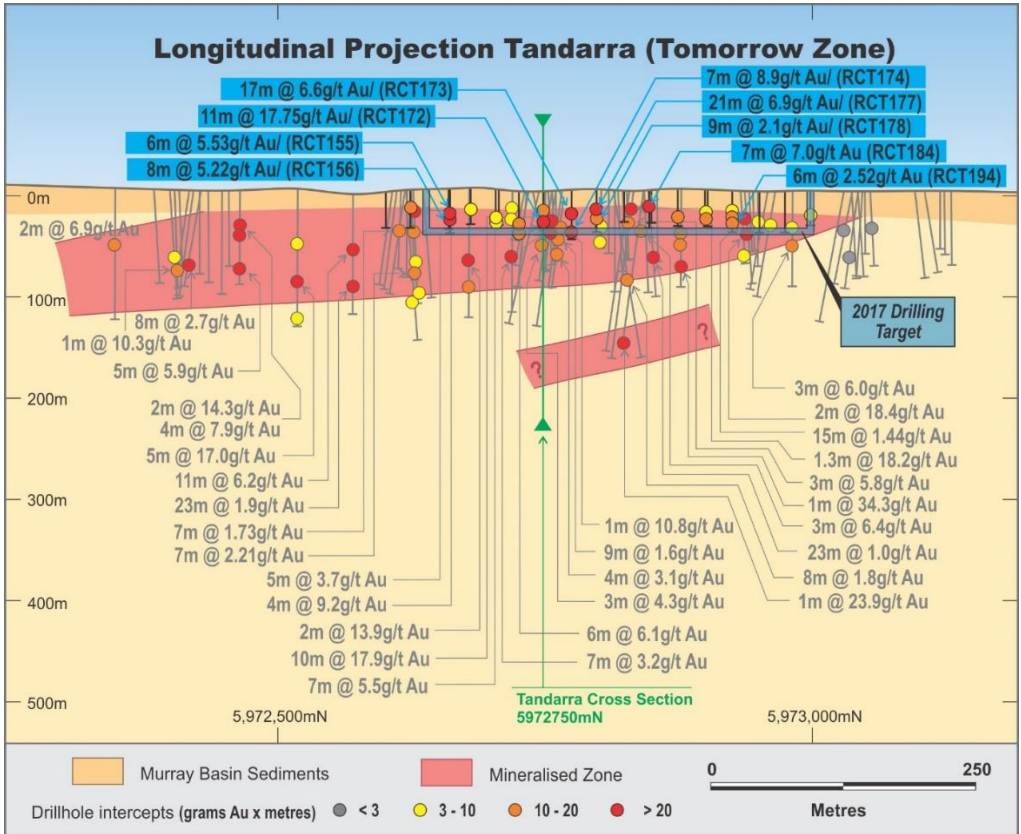 Longitudinal Projection Tandarra (Tomorrow Zone)
17m @ 6.6g/t Au/ (RCT173)
11m @ 17.75g/t Au/ (RCT172)
6m @ 5.53g/t Au/ (RCT155)
8m @ 5.22g/t Au/ (RCT156)
7m @ 8.9g/t Au/ (RCT174)
21m @ 6.9g/t Au/ (RCT177)
9m @ 2.1g/t Au/ (RCT178)
7m @ 7.0g/t Au (RCT184)
6m @ 2.52g/t Au (RCT194)
0m
2m @ 6.9g/t Au
100m
8m @ 2.7g/t Au
1m @ 10.3g/t Au
5m @ 5.9g/t Au
2017 Drilling
Target
?
?
200m
2m @ 14.3g/t Au
4m @ 7.9g/t Au
5m @ 17.0g/t Au
11m @ 6.2g/t Au
23m @ 1.9g/t Au
7m @ 1.73g/t Au
7m @ 2.21g/t Au
5m @ 3.7g/t Au
4m @ 9.2g/t Au
2m @ 13.9g/t Au
10m @ 17.9g/t Au
7m @ 5.5g/t Au
300m
400m
500m
3m @ 6.0g/t Au
2m @ 18.4g/t Au
15m @ 1.44g/t Au
1.3m @ 18.2g/t Au
3m @ 5.8g/t Au
1m @ 34.3g/t Au
3m @ 6.4g/t Au
23m @ 1.0g/t Au
8m @ 1.8g/t Au
1m @ 23.9g/t Au
1m @ 10.8g/t Au
9m @ 1.6g/t Au
4m @ 3.1g/t Au
3m @ 4.3g/t Au
6m @ 6.1g/t Au
7m @ 3.2g/t Au
Tandarra Cross Section
5972750mN
5,972,500mN
5,973,000mN
Murray Basin Sediments
Mineralised Zone
0
250
Metres
Drillhole intercepts (grams Au x metres)
< 3
3 - 10
10 - 20
> 20